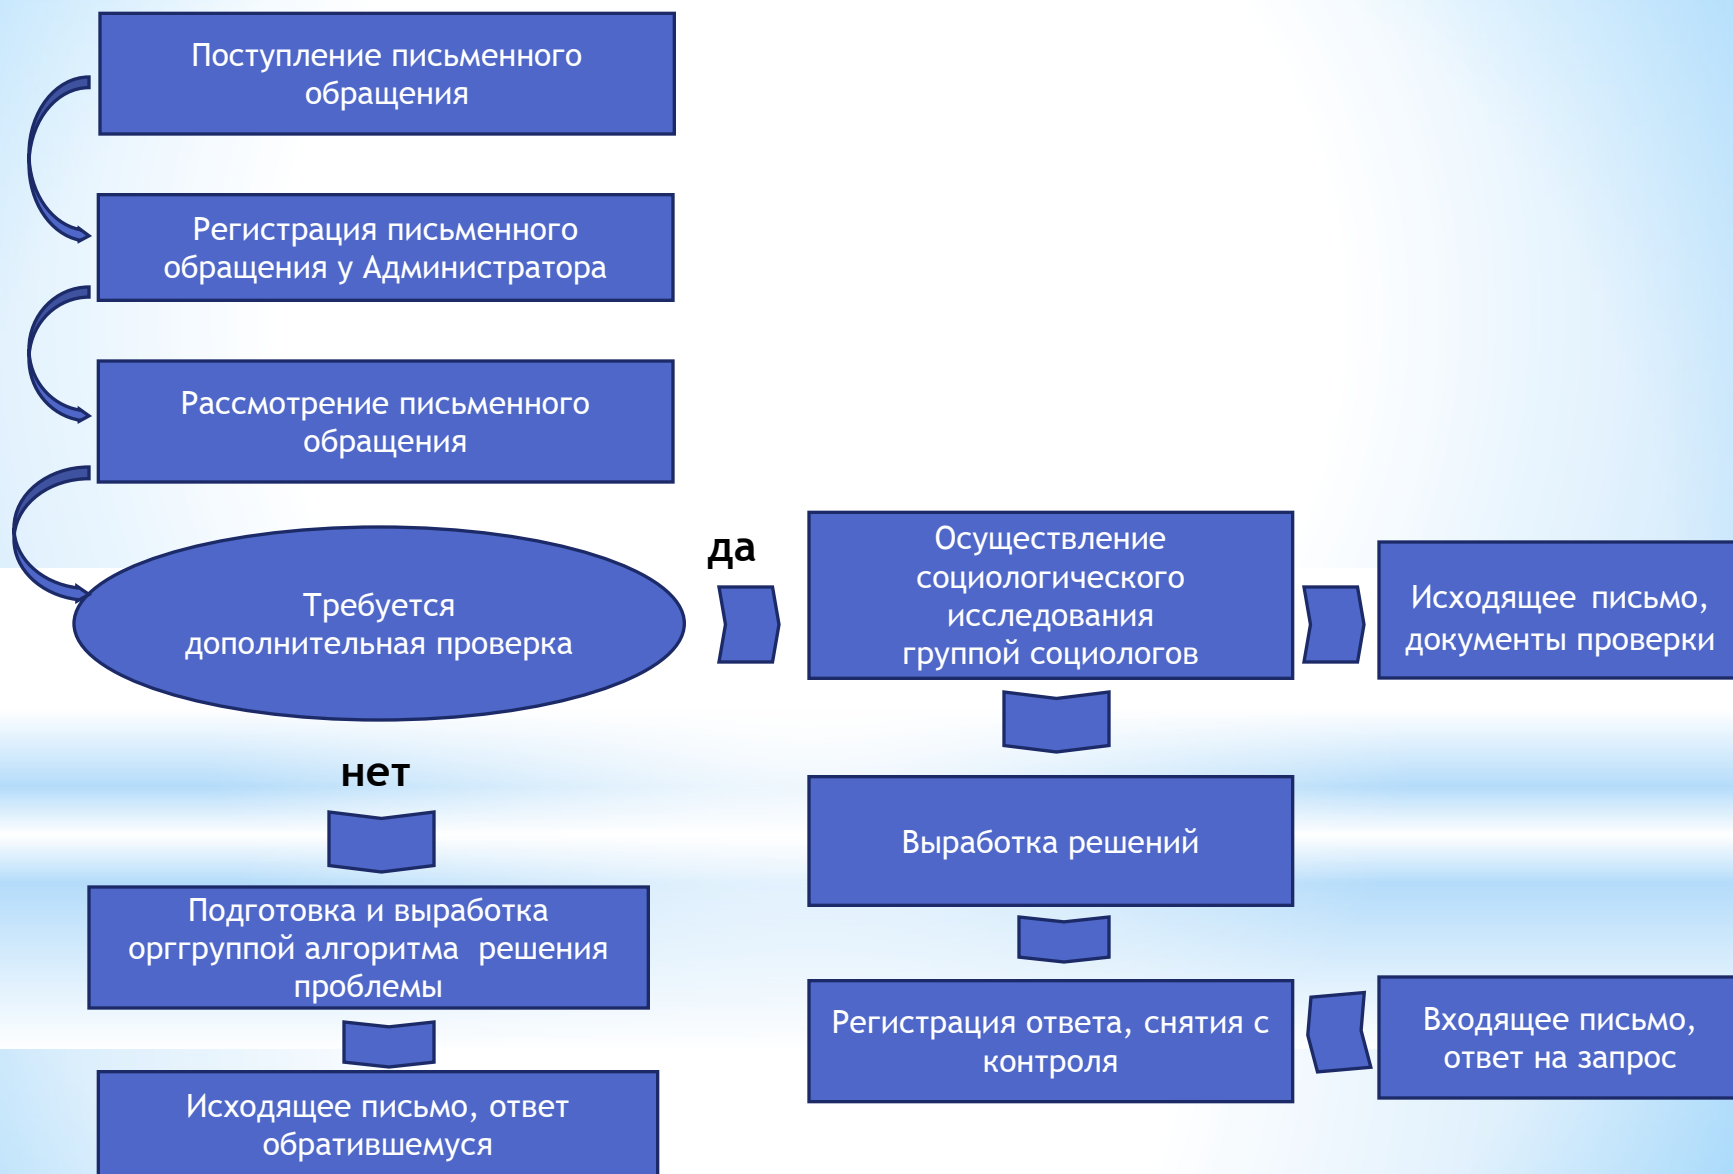 Поступление письменного
обращения
Регистрация письменного
обращения у Администратора
Рассмотрение письменного
обращения
Требуется
дополнительная проверка
да
Осуществление
социологического
исследования
группой социологов
Исходящее письмо,
документы проверки
нет
Выработка решений
Подготовка и выработка
орггруппой алгоритма решения
проблемы
Регистрация ответа, снятия с
контроля
Входящее письмо,
ответ на запрос
Исходящее письмо, ответ
обратившемуся